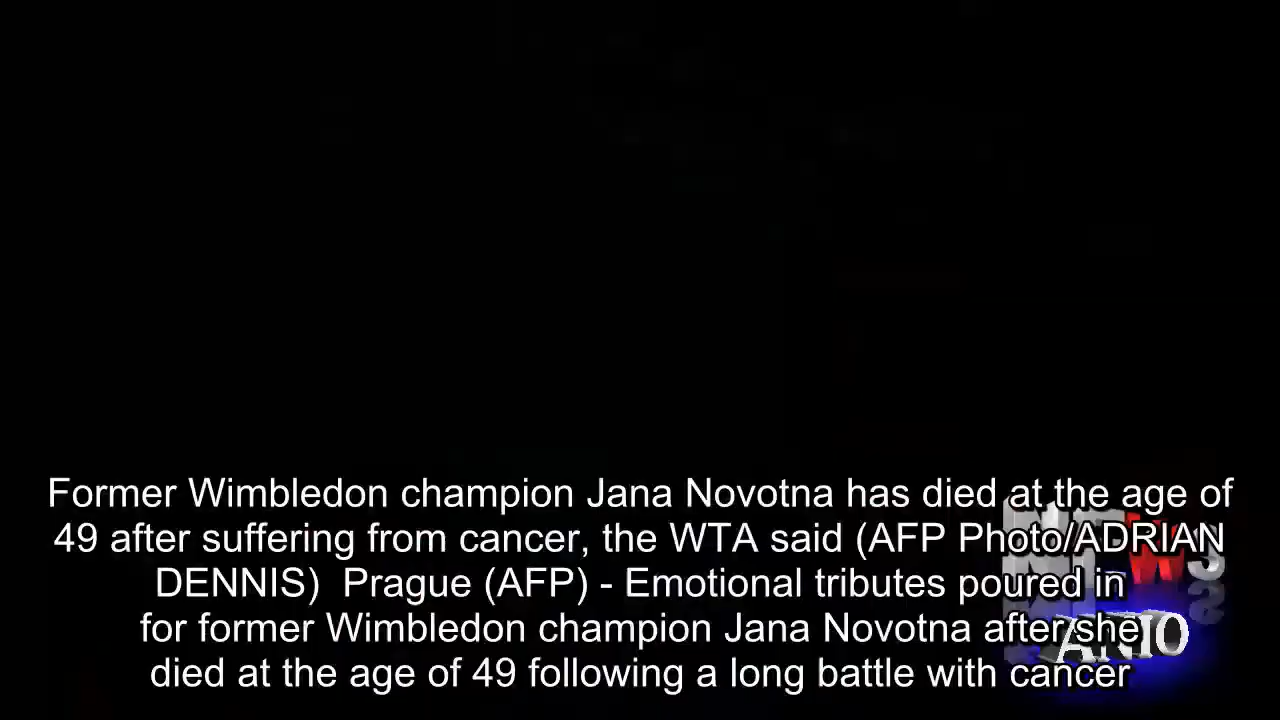 Former Wimbledon champion Jana Novotna has died at the age of
49 after suffering from cancer, the WTA said (AFP Photo/ADRIAN
DENNIS)  Prague (AFP) - Emotional tributes poured in
for former Wimbledon champion Jana Novotna after she
died at the age of 49 following a long battle with cancer
NEWS
ANIO